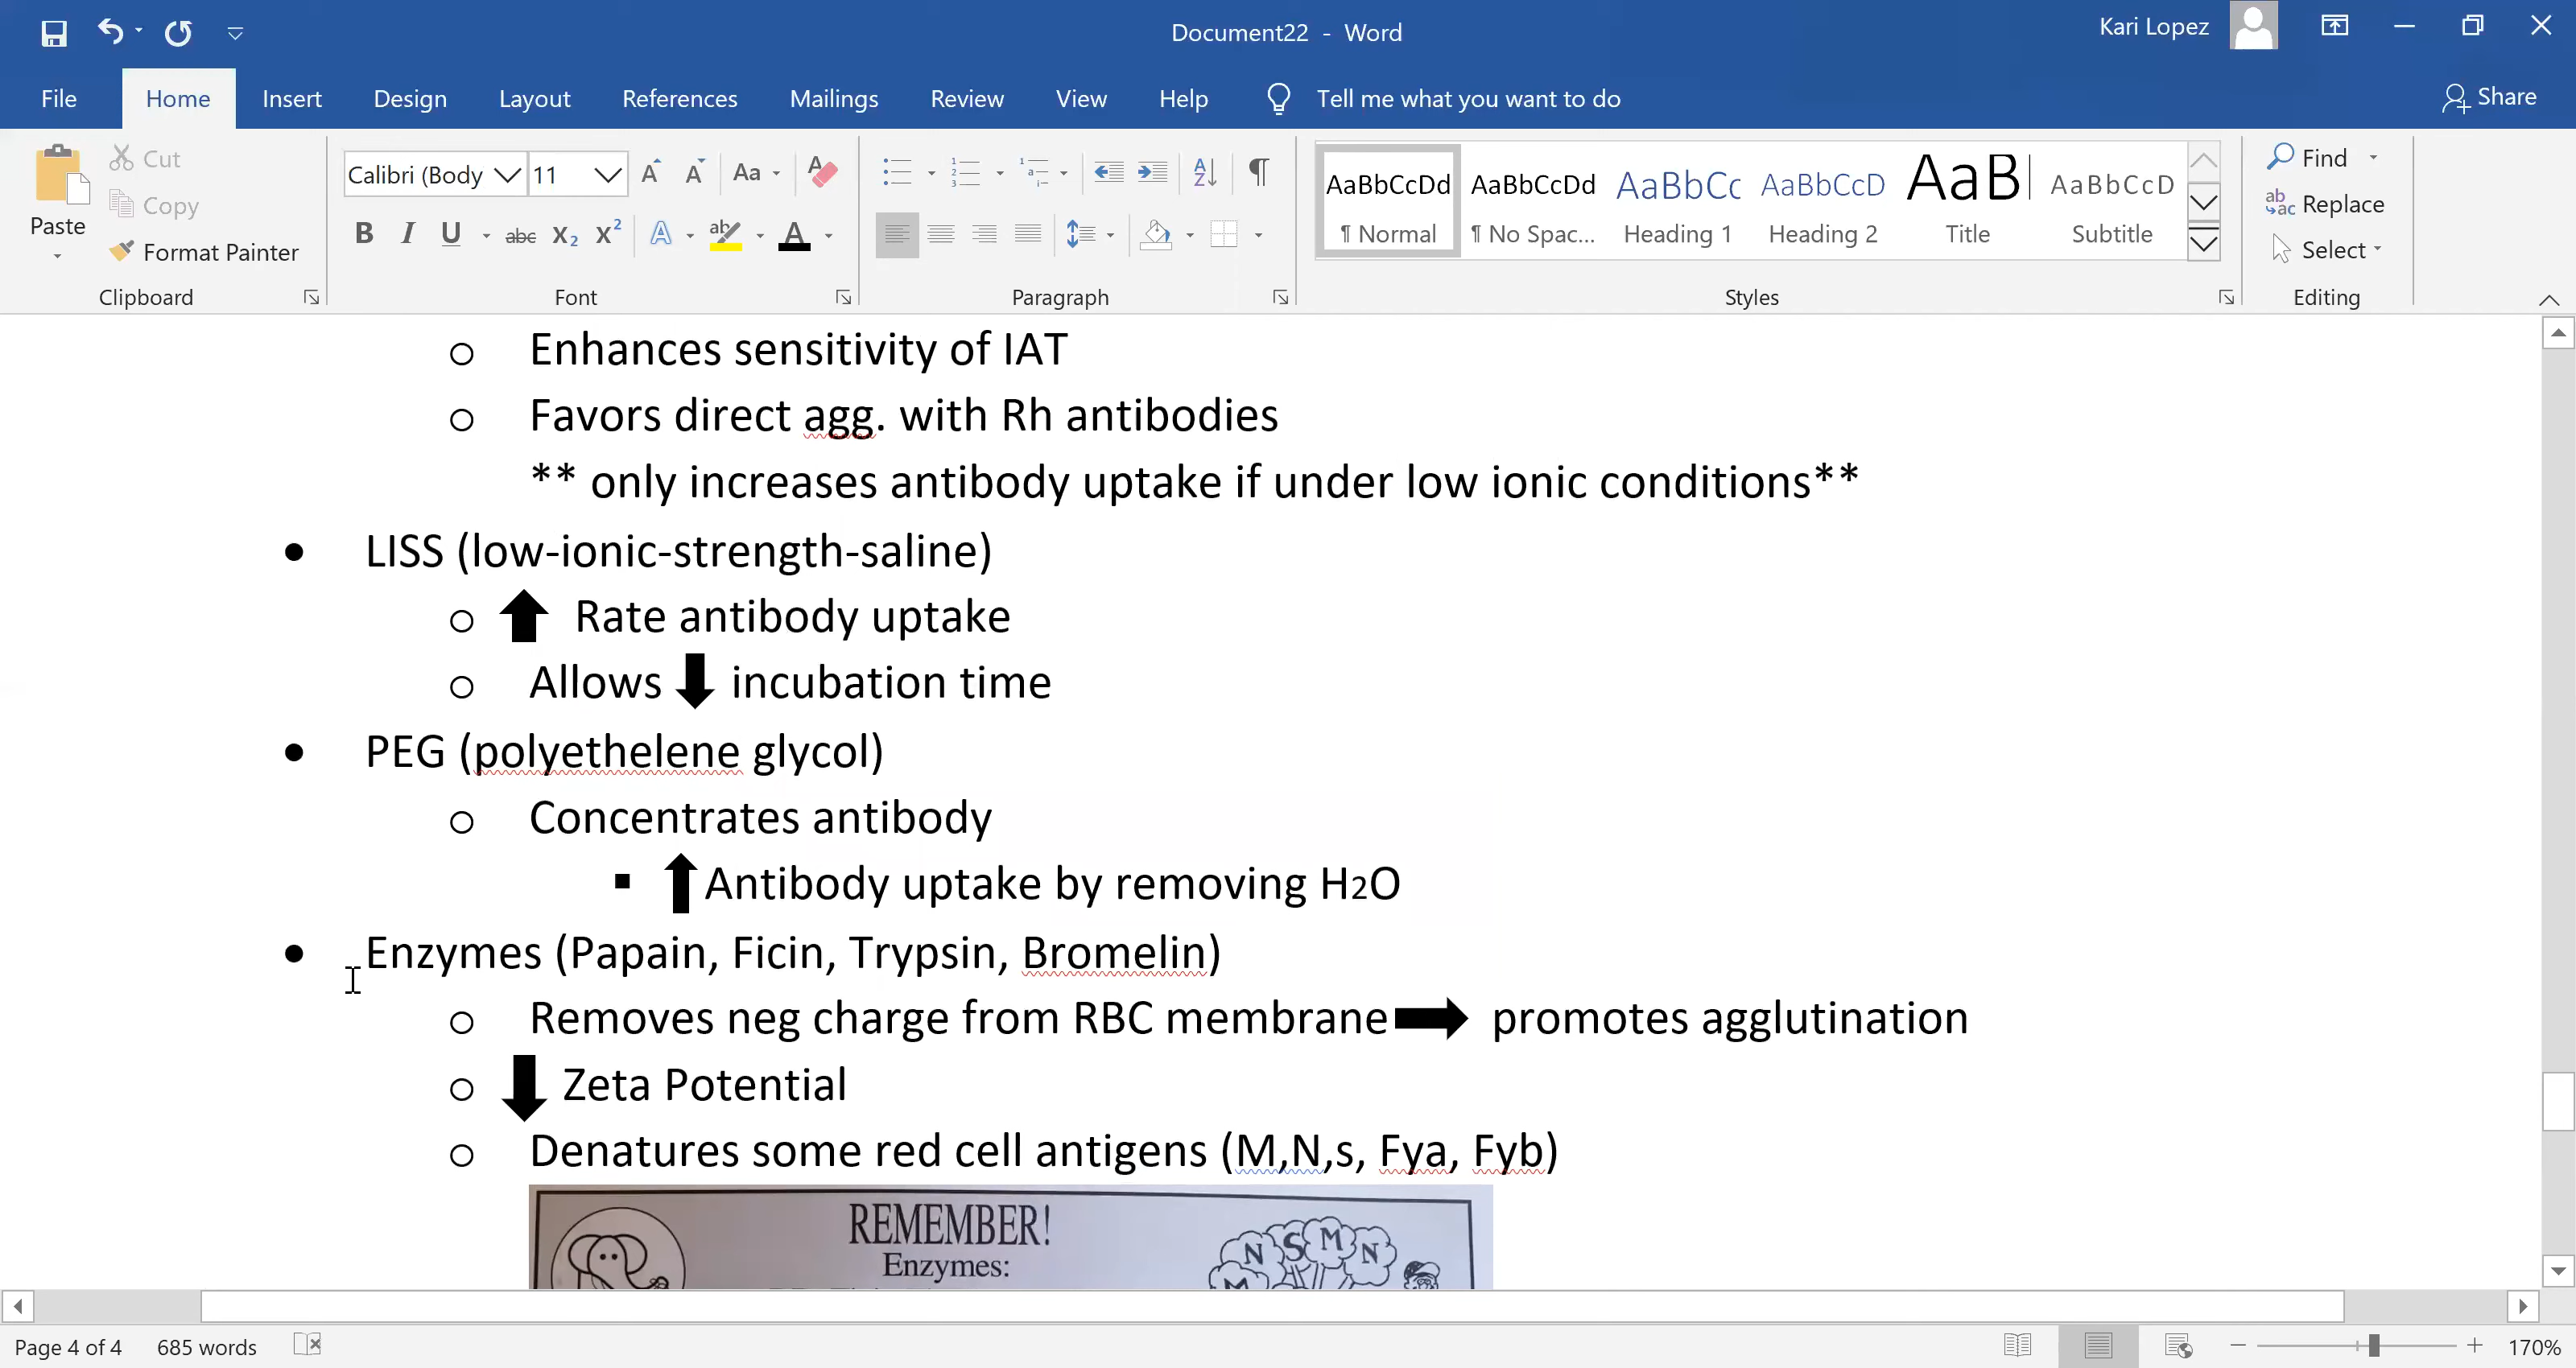 Document22 - Word
Kari Lopez
File Home Insert Design Layout References Mailings Review View Help Tell me what you want to do Share
Paste
Cut
Copy
Format Painter
Clipboard
Calibri (Body 11
Font
Paragraph
AaBbCcDd AaBbCcDd AaBbCc AaBbCcD AaB AaBbCcD
¶ Normal ¶ No Spac... Heading 1 Heading 2 Title Subtitle
Styles
Find
Replace
Select
Editing
o Enhances sensitivity of IAT
o Favors direct agg. with Rh antibodies
** only increases antibody uptake if under low ionic conditions**
• LISS (low-ionic-strength-saline)
o ⬆ Rate antibody uptake
o Allows ⬇ incubation time
• PEG (polyethelene glycol)
o Concentrates antibody
▪ ⬆ Antibody uptake by removing H2O
• Enzymes (Papain, Ficin, Trypsin, Bromelin)
o Removes neg charge from RBC membrane ➡ promotes agglutination
o ⬇ Zeta Potential
o Denatures some red cell antigens (M,N,s, Fya, Fyb)
REMEMBER!
Enzymes:
N S M N
M
Page 4 of 4 685 words 170%